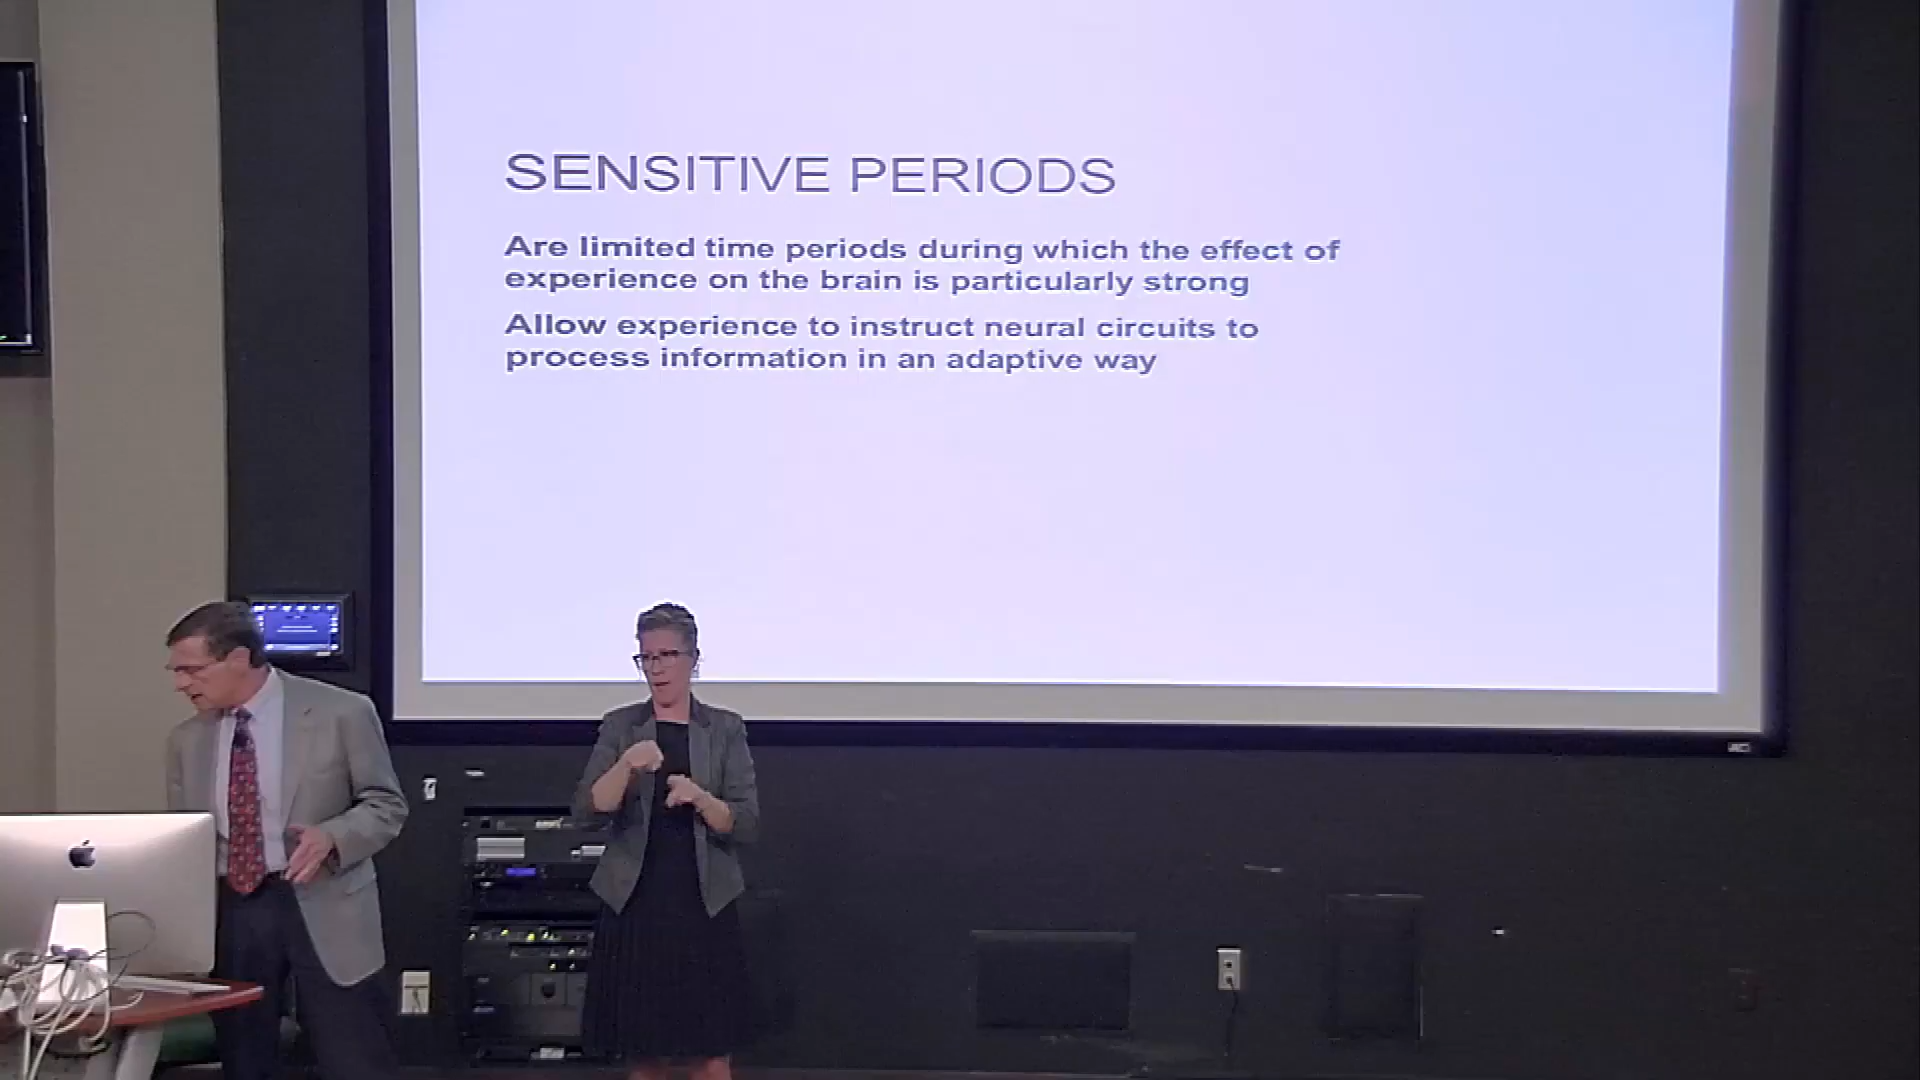 SENSITIVE PERIODS
Are limited time periods during which the effect of
experience on the brain is particularly strong
Allow experience to instruct neural circuits to
process information in an adaptive way